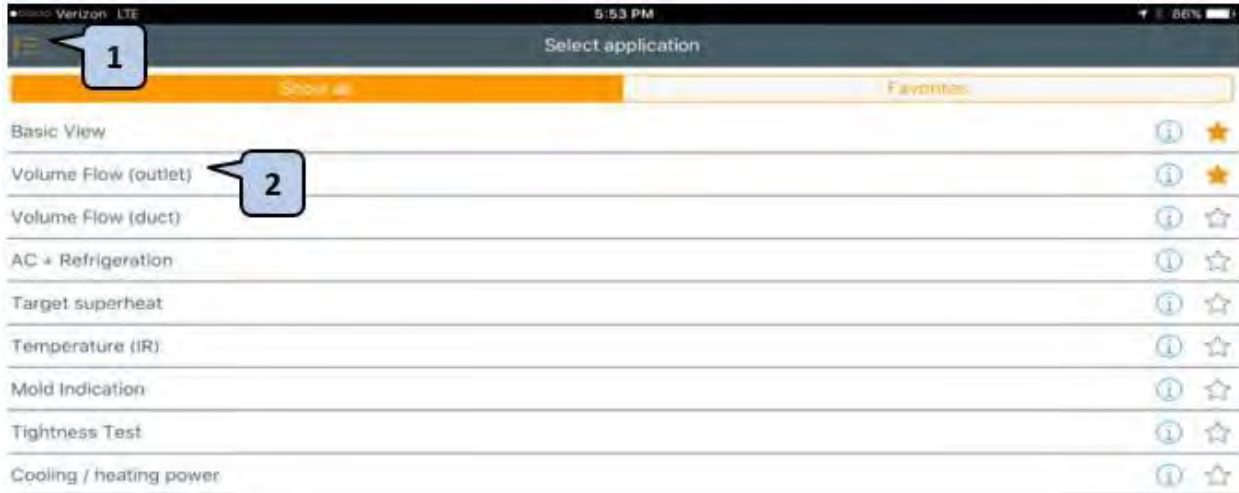 Verizon LTE 5:53 PM 86%
1 Select application
Show all Favorites
Basic View
Volume Flow (outlet)
2
Volume Flow (duct)
AC + Refrigeration
Target superheat
Temperature (IR)
Mold Indication
Tightness Test
Cooling / heating power